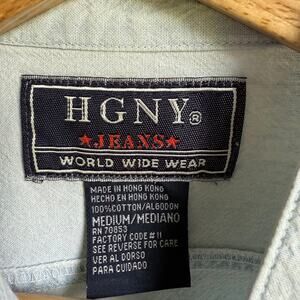 HGNY®
★JEANS★
WORLD WIDE WEAR
MADE IN HONG KONG
HECHO EN HONG KONG
100% COTTON/ALGODON
MEDIUM/MEDIANO
RN 70853
FACTORY CODE # 11
SEE REVERSE FOR CARE
VER AL DORSO
PARA CUIDADO